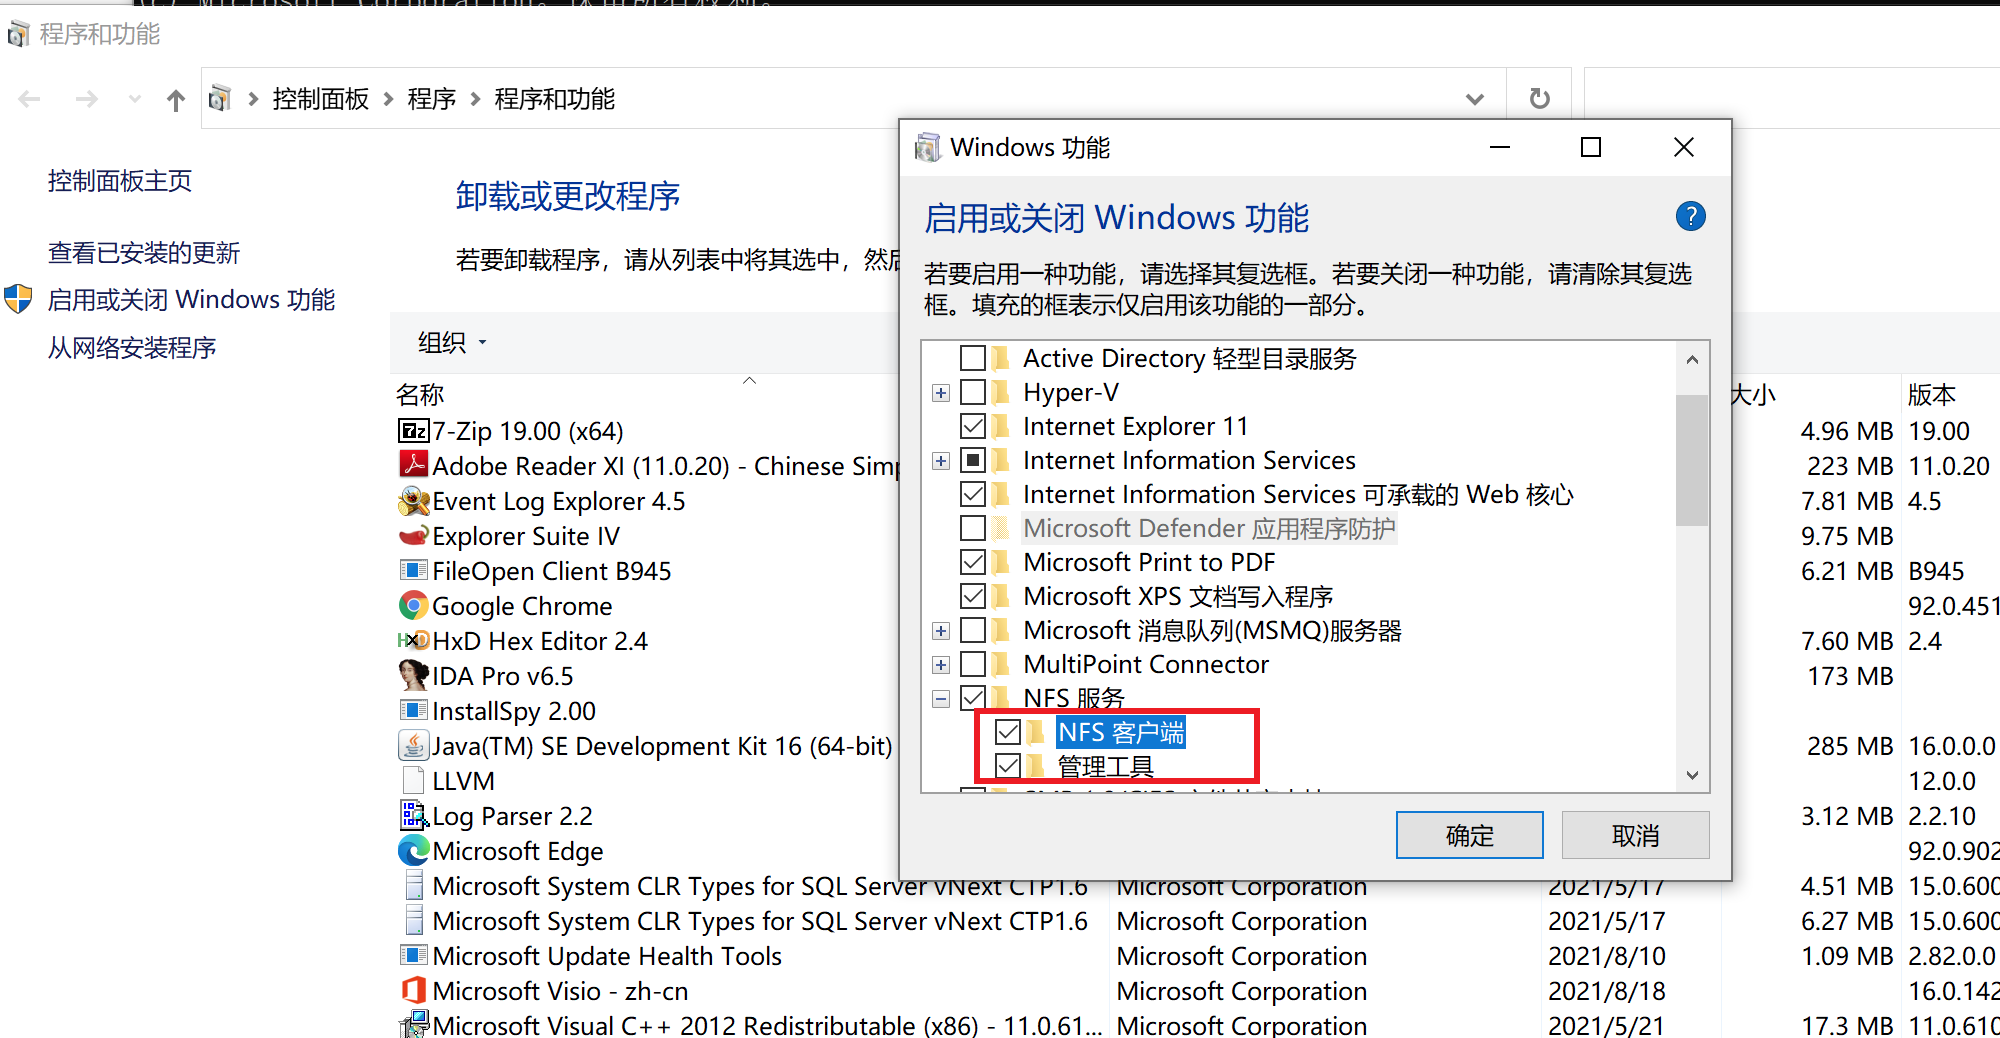 (c) Microsoft Corporation。保留所有权利。
程序和功能
控制面板 程序 程序和功能
控制面板主页
查看已安装的更新
启用或关闭 Windows 功能
从网络安装程序
卸载或更改程序
若要卸载程序，请从列表中将其选中，然后
组织
名称 大小 版本
7-Zip 19.00 (x64) 4.96 MB 19.00
Adobe Reader XI (11.0.20) - Chinese Simp 223 MB 11.0.20
Event Log Explorer 4.5 7.81 MB 4.5
Explorer Suite IV 9.75 MB
FileOpen Client B945 6.21 MB B945
Google Chrome 92.0.451
HxD Hex Editor 2.4 7.60 MB 2.4
IDA Pro v6.5 173 MB
InstallSpy 2.00
Java(TM) SE Development Kit 16 (64-bit) 285 MB 16.0.0.0
LLVM 12.0.0
Log Parser 2.2 3.12 MB 2.2.10
Microsoft Edge 92.0.902
Microsoft System CLR Types for SQL Server vNext CTP1.6 Microsoft Corporation 2021/5/17 4.51 MB 15.0.600
Microsoft System CLR Types for SQL Server vNext CTP1.6 Microsoft Corporation 2021/5/17 6.27 MB 15.0.600
Microsoft Update Health Tools Microsoft Corporation 2021/8/10 1.09 MB 2.82.0.0
Microsoft Visio - zh-cn Microsoft Corporation 2021/8/18 16.0.142
Microsoft Visual C++ 2012 Redistributable (x86) - 11.0.61... Microsoft Corporation 2021/5/21 17.3 MB 11.0.610
Windows 功能
启用或关闭 Windows 功能
若要启用一种功能，请选择其复选框。若要关闭一种功能，请清除其复选
框。填充的框表示仅启用该功能的一部分。
Active Directory 轻型目录服务
Hyper-V
Internet Explorer 11
Internet Information Services
Internet Information Services 可承载的 Web 核心
Microsoft Defender 应用程序防护
Microsoft Print to PDF
Microsoft XPS 文档写入程序
Microsoft 消息队列(MSMQ)服务器
MultiPoint Connector
NFS 服务
NFS 客户端
管理工具
确定 取消